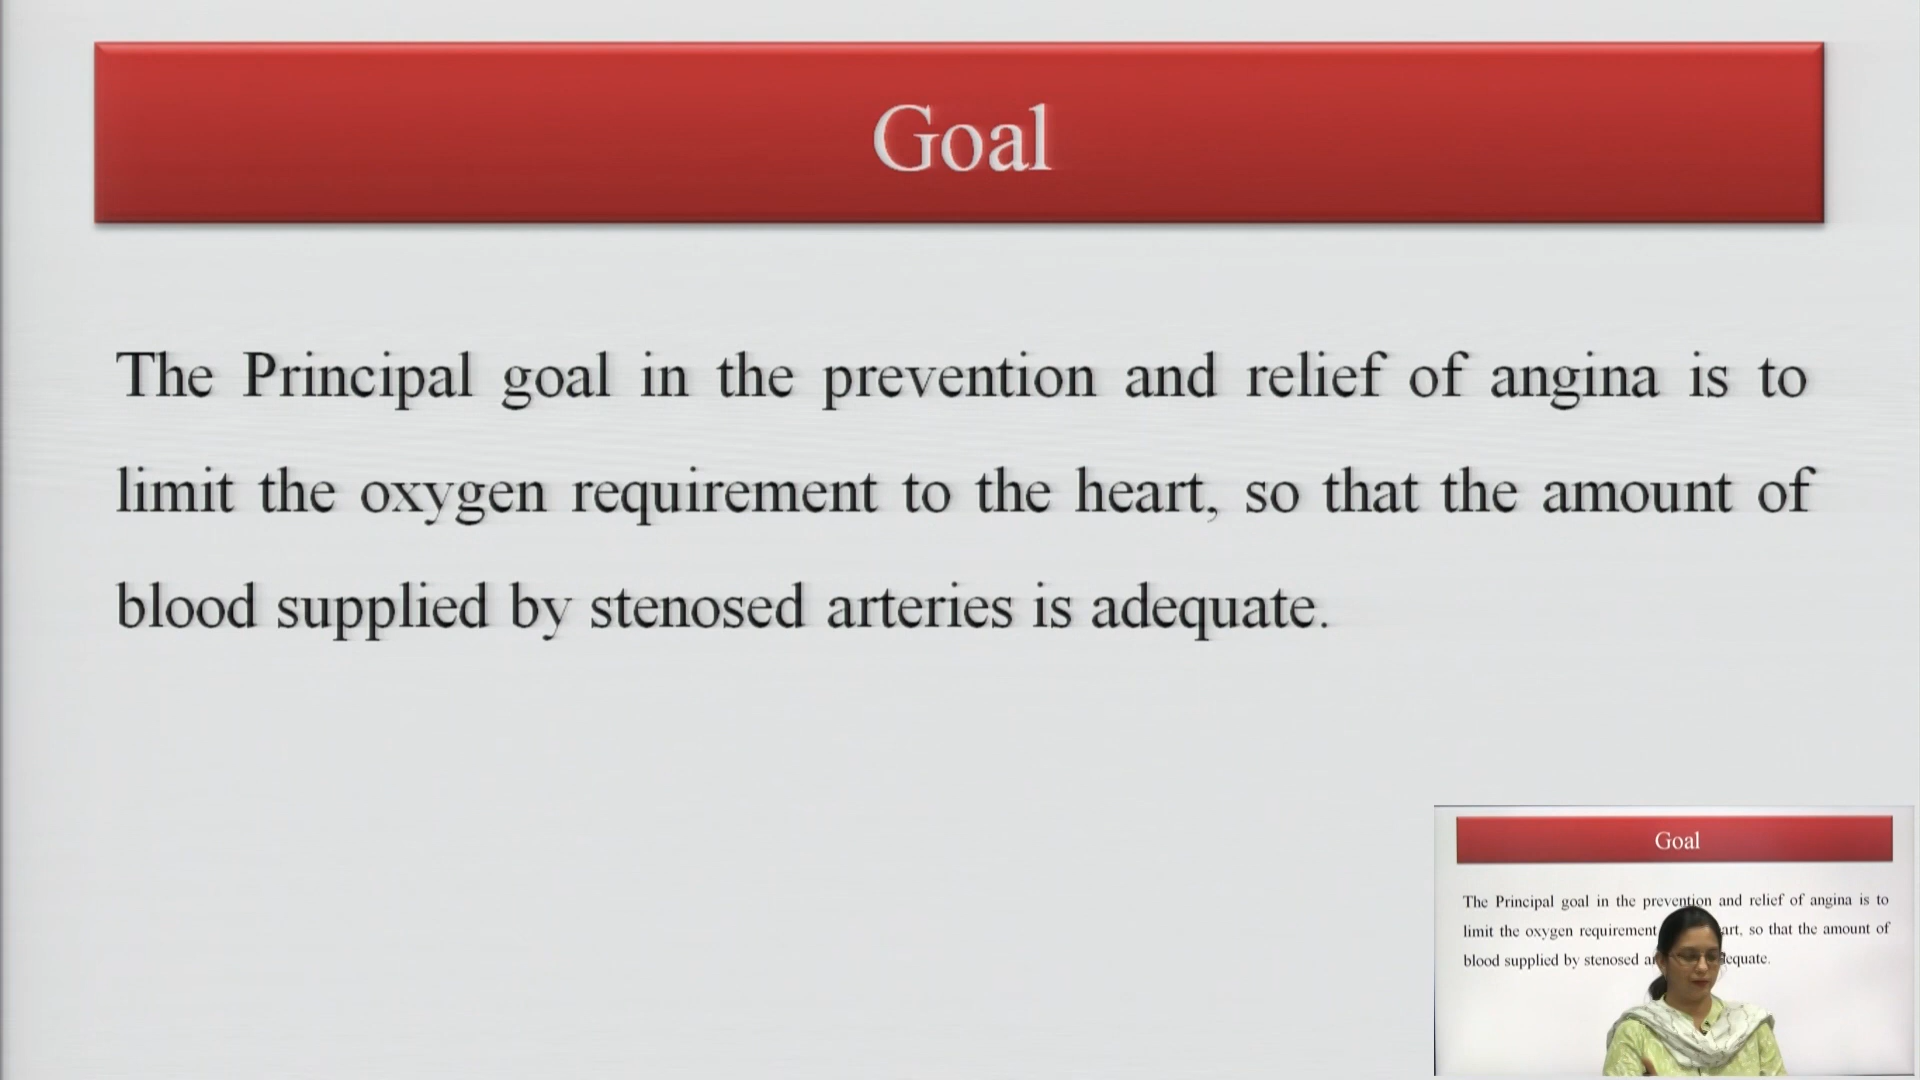 Goal
The Principal goal in the prevention and relief of angina is to
limit the oxygen requirement to the heart, so that the amount of
blood supplied by stenosed arteries is adequate.
Goal
The Principal goal in the prevention and relief of angina is to
limit the oxygen requirement art, so that the amount of
blood supplied by stenosed